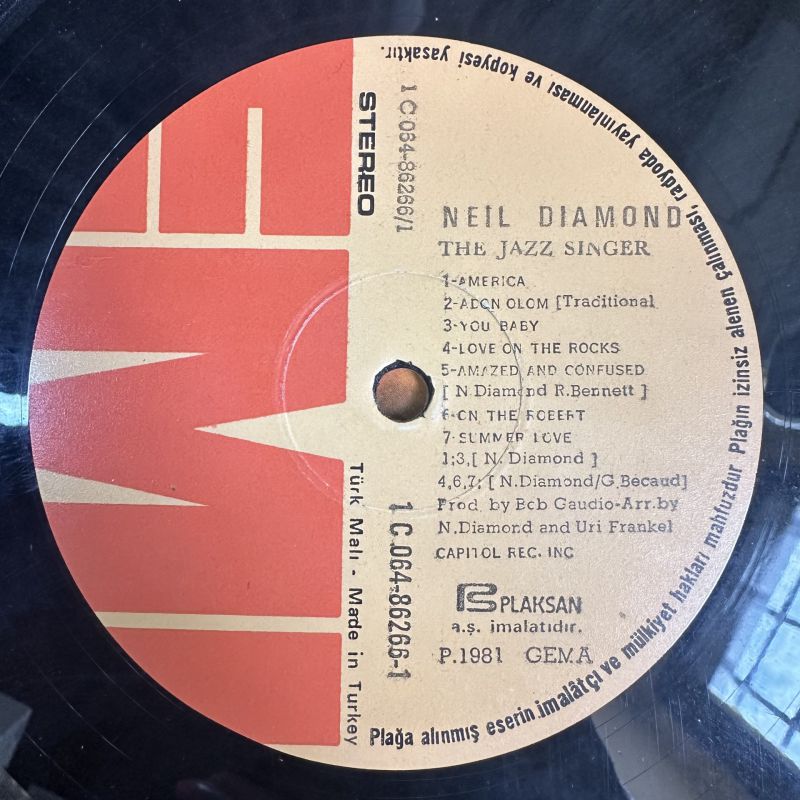 EMI
STEREO
1 C 064-86266/1
NEIL DIAMOND
THE JAZZ SINGER
1-AMERICA
2-ADON OLOM [Traditional
3-YOU BABY
4-LOVE ON THE ROCKS
5-AMAZED AND CONFUSED
[ N Diamond R.Bennett ]
6-ON THE ROBERT
7-SUMMER LOVE
1;3,[ N. Diamond ]
4,6,7; [ N.Diamond/G.Becaud]
Prod. by Bob Gaudio-Arr.by
N.Diamond and Uri Frankel
CAPITOL REC. INC
PLAKSAN
a.ş. imalatıdır.
P.1981 GEMA
1 C 064-86266-1
Türk Malı - Made in Turkey
Plağa alınmış eserin.imalâtçı ve mülkiyet hakları mahfuzdur Plağın izinsiz alenen çalınması, radyoda yayınlanması ve kopyesi yasaktır.